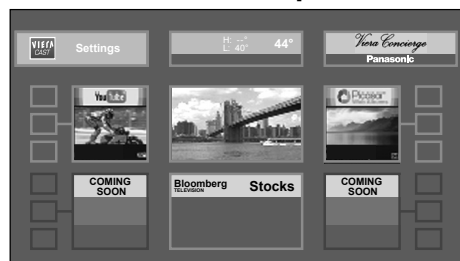 VIERA
CAST
Settings
H: --°
L: 40°
44°
Viera Concierge
Panasonic
YouTube
Picasa
COMING
SOON
Bloomberg
TELEVISION
Stocks
COMING
SOON